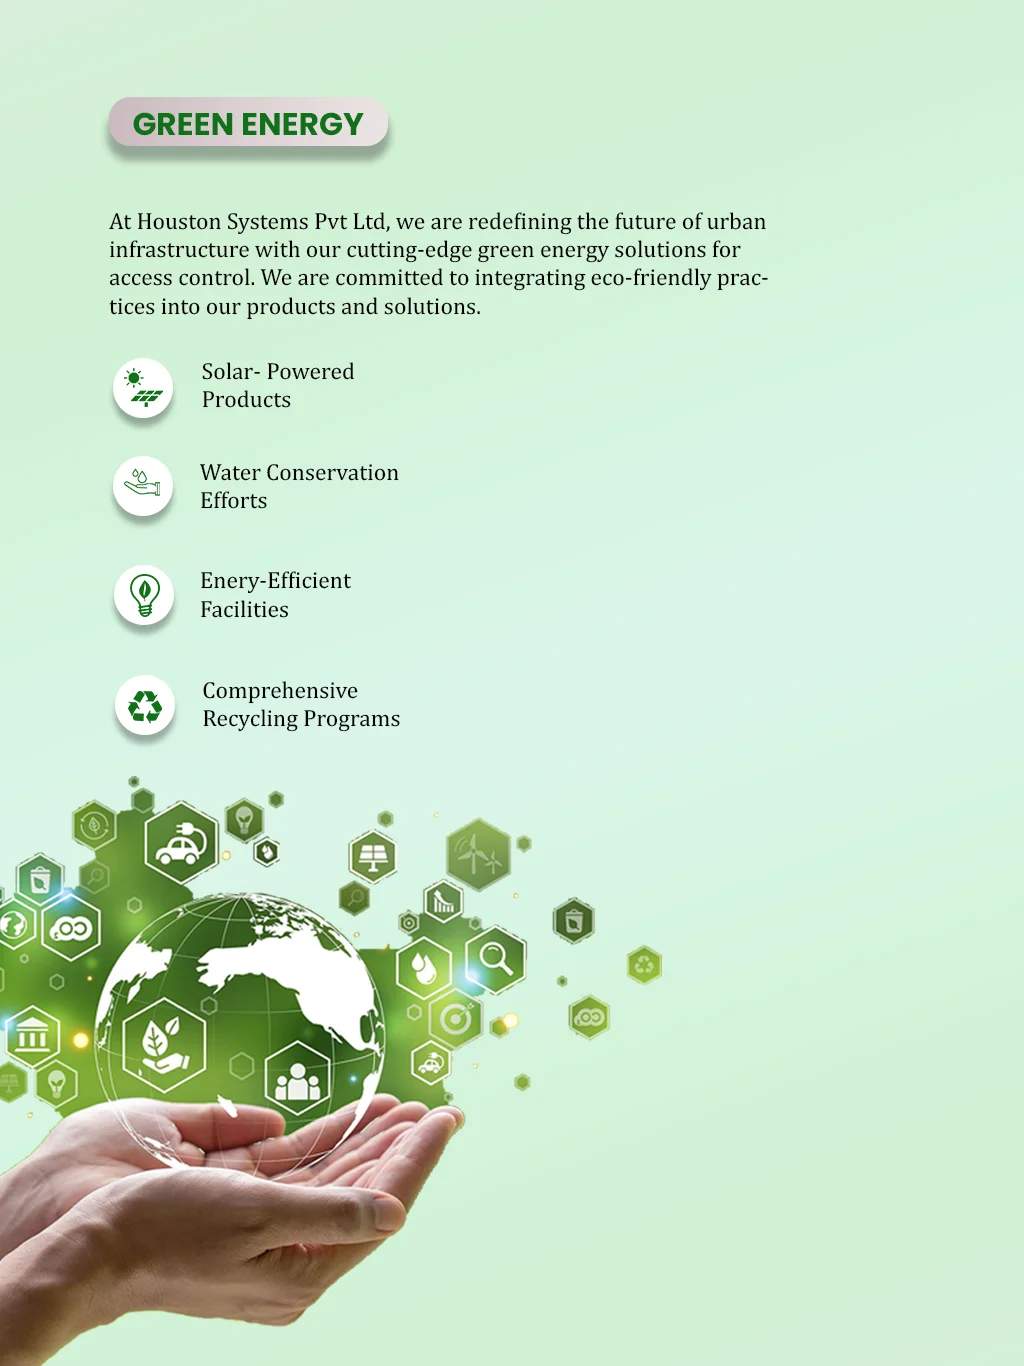 GREEN ENERGY
At Houston Systems Pvt Ltd, we are redefining the future of urban
infrastructure with our cutting-edge green energy solutions for
access control. We are committed to integrating eco-friendly prac-
tices into our products and solutions.
Solar- Powered
Products
Water Conservation
Efforts
Enery-Efficient
Facilities
Comprehensive
Recycling Programs